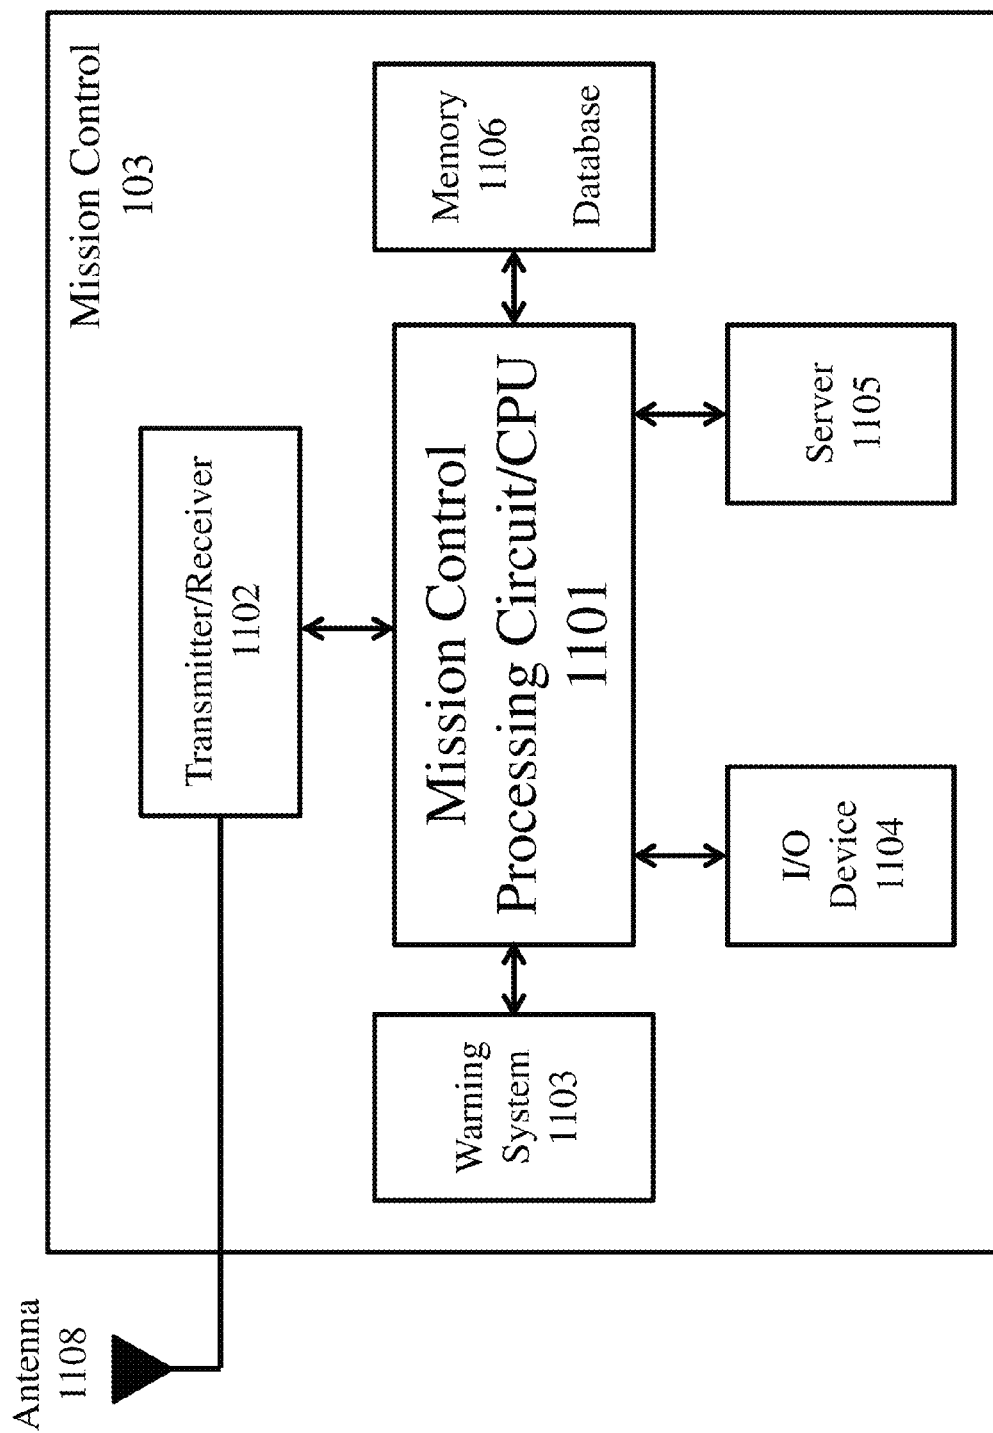 Antenna
1108
Mission Control
103
Transmitter/Receiver
1102
Warning
System
1103
Mission Control
Processing Circuit/CPU
1101
Memory
1106
Database
I/O
Device
1104
Server
1105